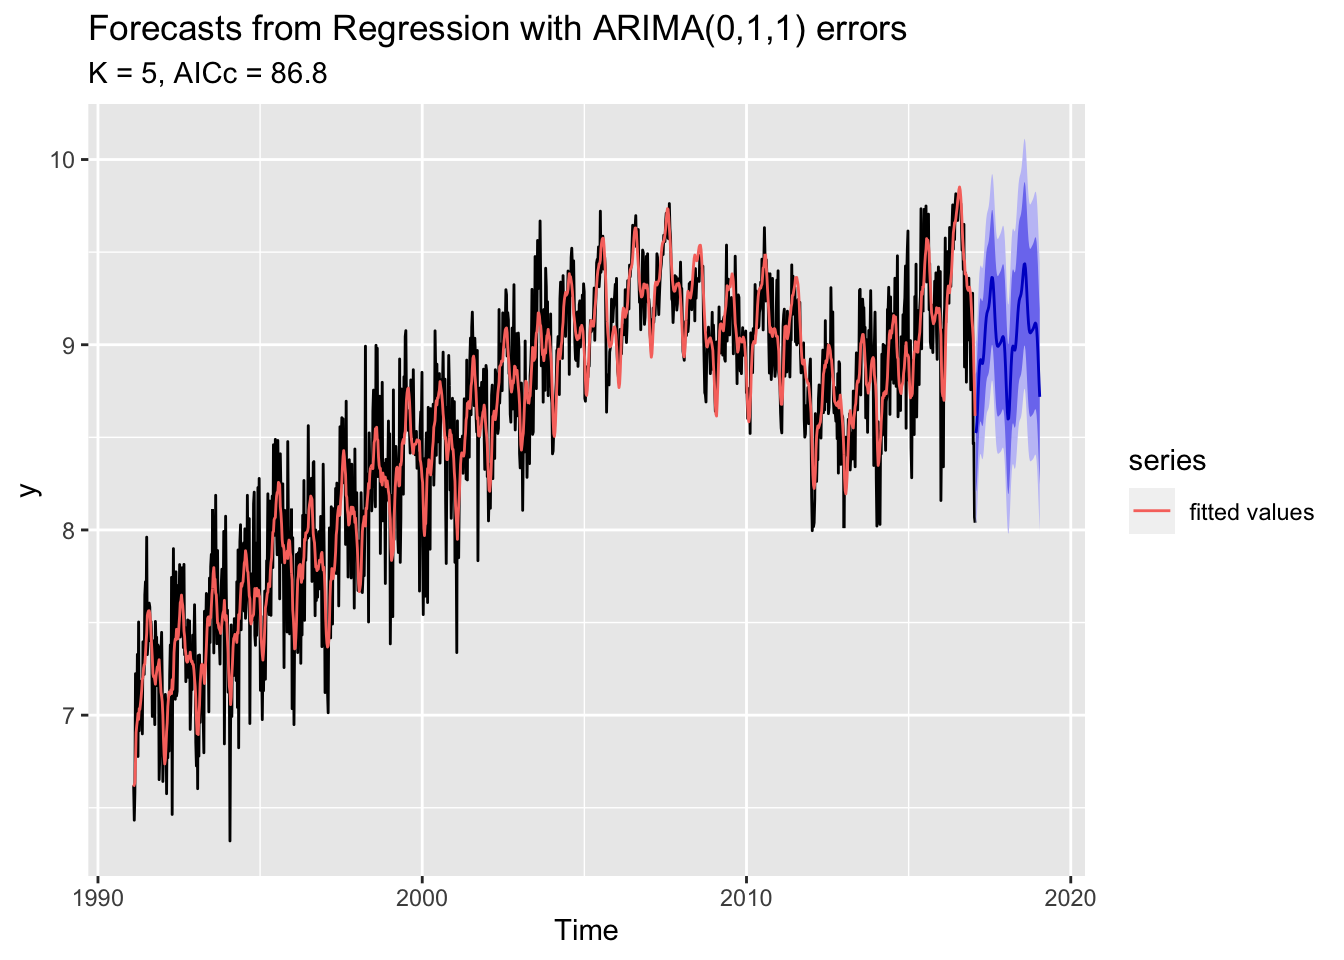 Forecasts from Regression with ARIMA(0,1,1) errors
K = 5, AICc = 86.8
10
9
8
7
y
1990
2000
2010
2020
Time
series
fitted values